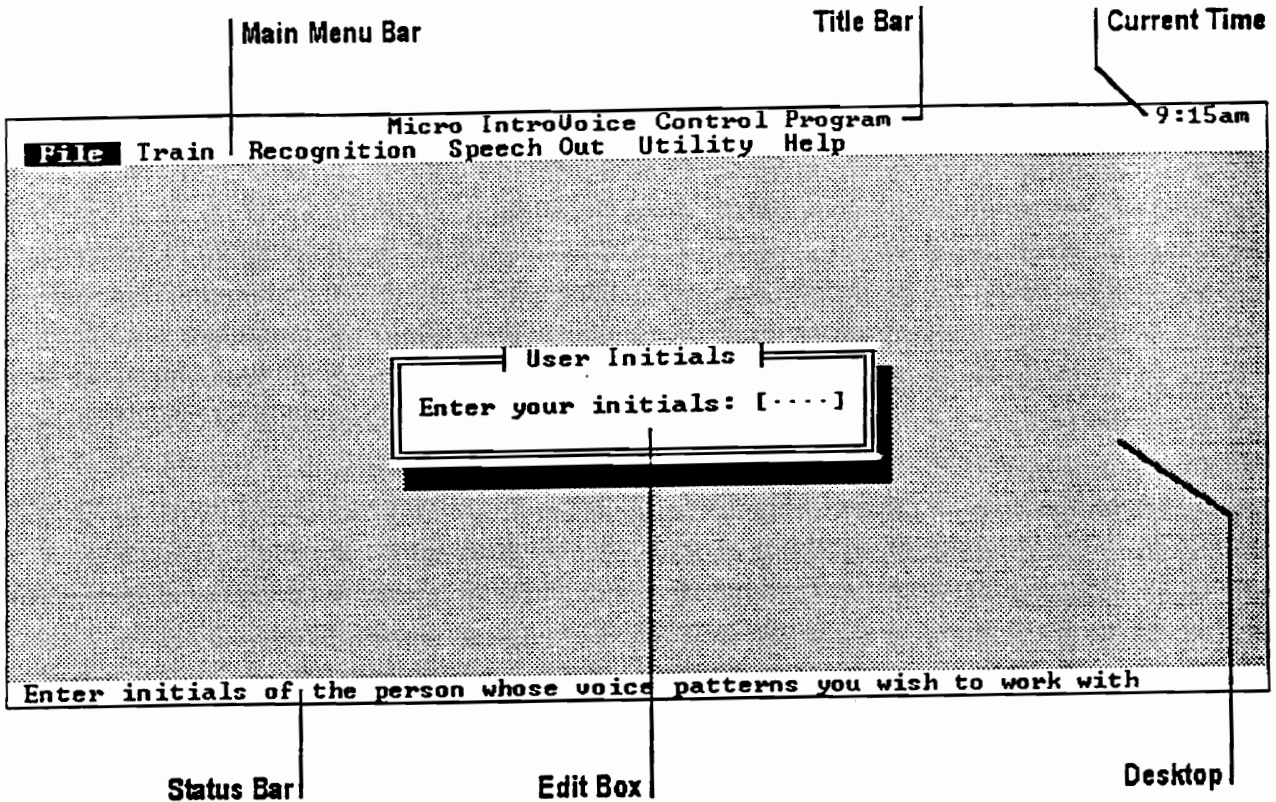 Main Menu Bar
Title Bar
Current Time
Micro IntroVoice Control Program
9:15am
File Train Recognition Speech Out Utility Help
User Initials
Enter your initials: [····]
Enter initials of the person whose voice patterns you wish to work with
Status Bar
Edit Box
Desktop